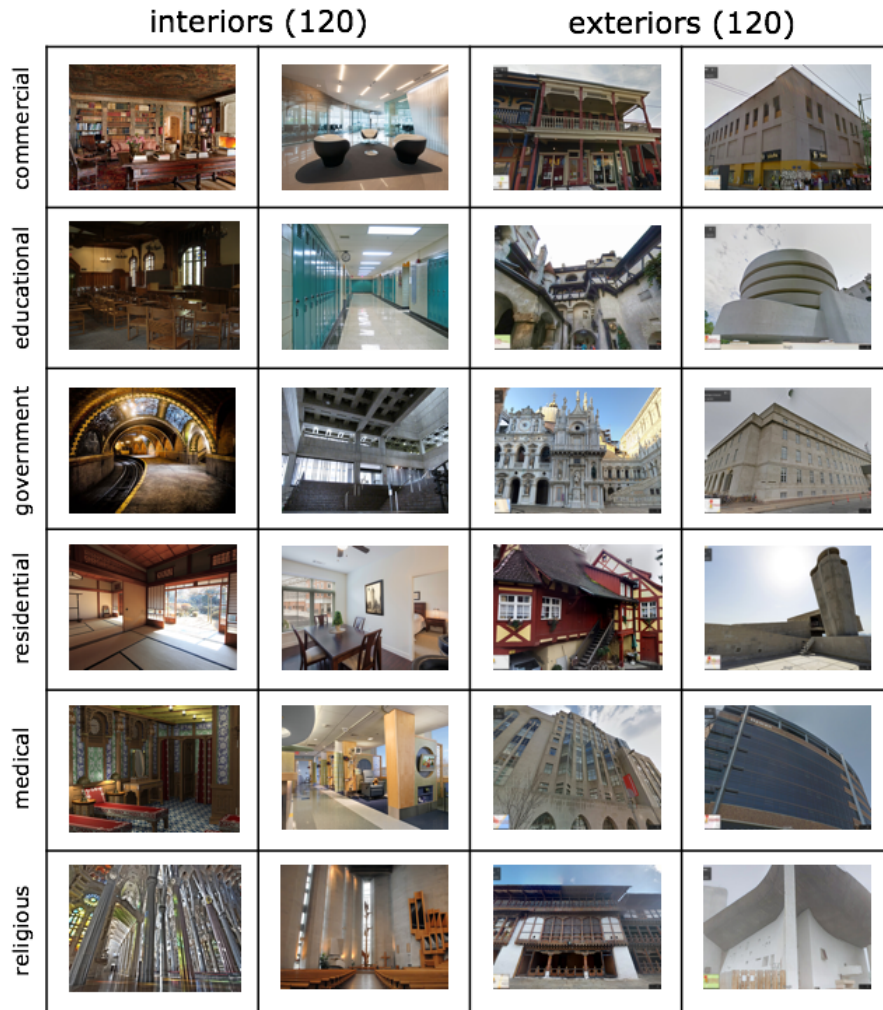 interiors (120)
exteriors (120)
commercial
educational
government
residential
medical
religious